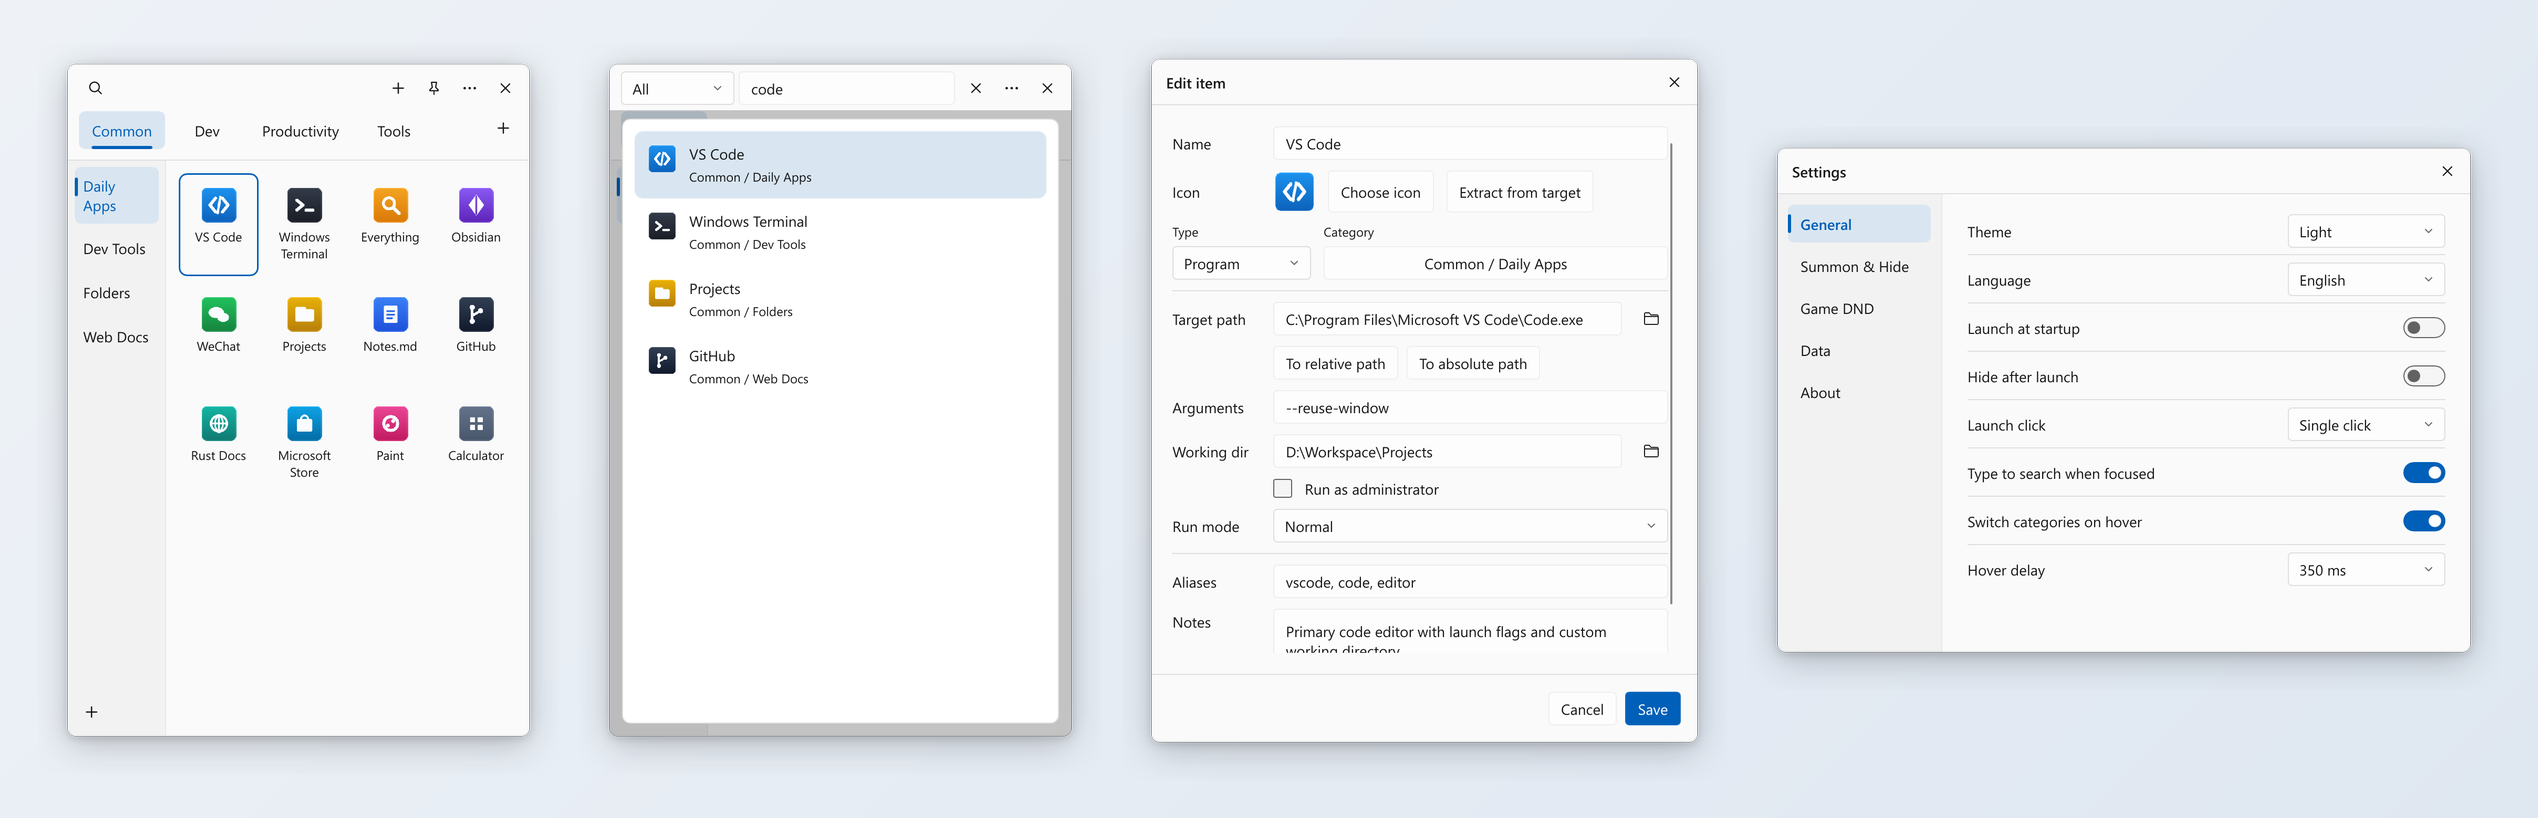 Common
Dev
Productivity
Tools
Daily
Apps
Dev Tools
Folders
Web Docs
VS Code
Windows
Terminal
Everything
Obsidian
WeChat
Projects
Notes.md
GitHub
Rust Docs
Microsoft
Store
Paint
Calculator
All
code
VS Code
Common / Daily Apps
Windows Terminal
Common / Dev Tools
Projects
Common / Folders
GitHub
Common / Web Docs
Edit item
Name
VS Code
Icon
Choose icon
Extract from target
Type
Category
Program
Common / Daily Apps
Target path
C:\Program Files\Microsoft VS Code\Code.exe
To relative path
To absolute path
Arguments
--reuse-window
Working dir
D:\Workspace\Projects
Run as administrator
Run mode
Normal
Aliases
vscode, code, editor
Notes
Primary code editor with launch flags and custom
working directory
Cancel
Save
Settings
General
Summon & Hide
Game DND
Data
About
Theme
Light
Language
English
Launch at startup
Hide after launch
Launch click
Single click
Type to search when focused
Switch categories on hover
Hover delay
350 ms